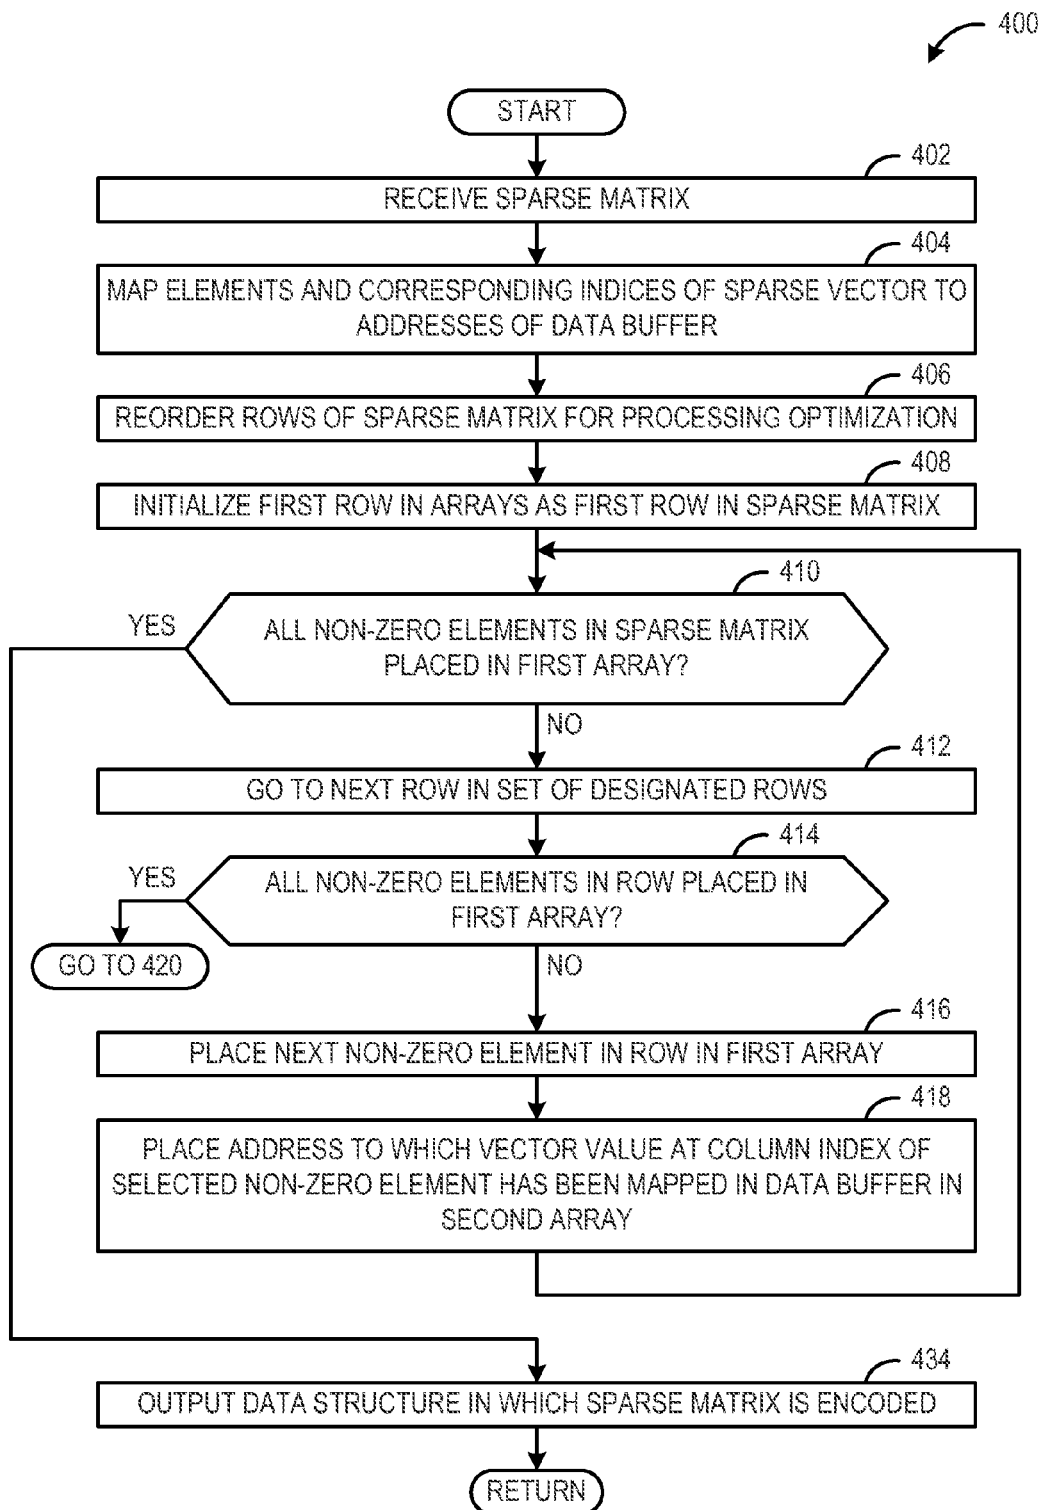 400
START
402
RECEIVE SPARSE MATRIX
404
MAP ELEMENTS AND CORRESPONDING INDICES OF SPARSE VECTOR TO
ADDRESSES OF DATA BUFFER
406
REORDER ROWS OF SPARSE MATRIX FOR PROCESSING OPTIMIZATION
408
INITIALIZE FIRST ROW IN ARRAYS AS FIRST ROW IN SPARSE MATRIX
410
YES
ALL NON-ZERO ELEMENTS IN SPARSE MATRIX
PLACED IN FIRST ARRAY?
NO
412
GO TO NEXT ROW IN SET OF DESIGNATED ROWS
414
YES
ALL NON-ZERO ELEMENTS IN ROW PLACED IN
FIRST ARRAY?
GO TO 420
NO
416
PLACE NEXT NON-ZERO ELEMENT IN ROW IN FIRST ARRAY
418
PLACE ADDRESS TO WHICH VECTOR VALUE AT COLUMN INDEX OF
SELECTED NON-ZERO ELEMENT HAS BEEN MAPPED IN DATA BUFFER IN
SECOND ARRAY
434
OUTPUT DATA STRUCTURE IN WHICH SPARSE MATRIX IS ENCODED
RETURN